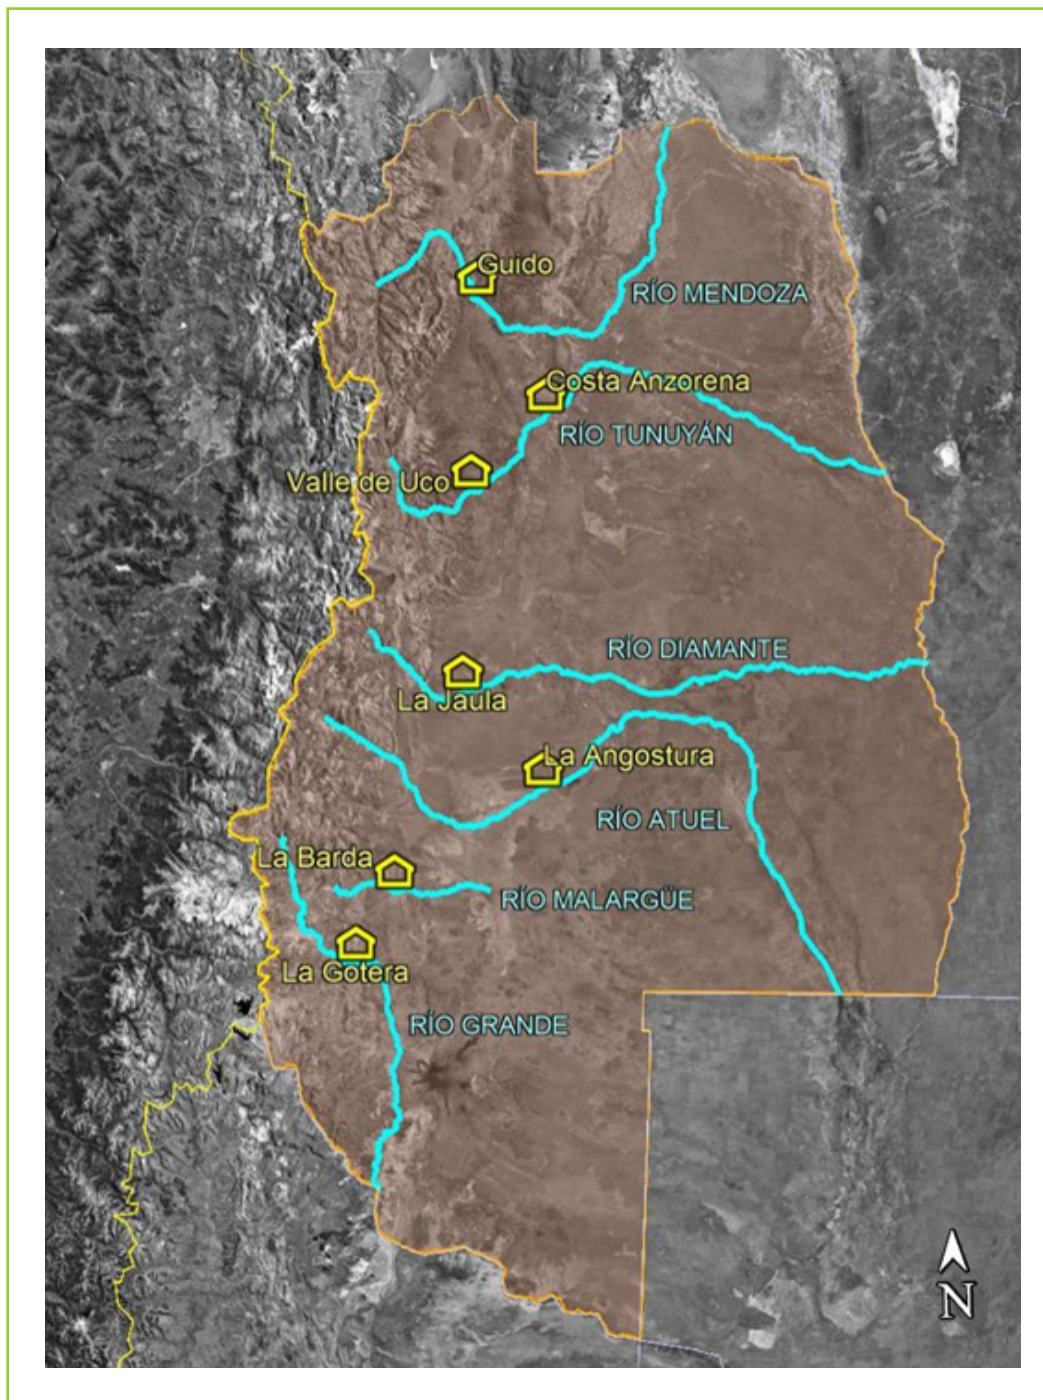 Guido
RÍO MENDOZA
Costa Anzorena
RÍO TUNUYÁN
Valle de Uco
RÍO DIAMANTE
La Jaula
La Angostura
RÍO ATUEL
La Barda
RÍO MALARGÜE
La Gotera
RÍO GRANDE
N